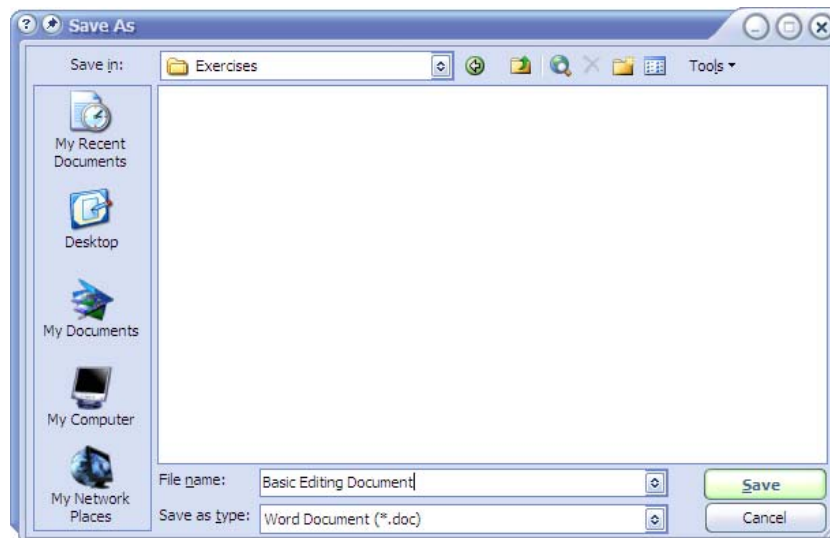 Save As
Save in:
Exercises
Tools
My Recent
Documents
Desktop
My Documents
My Computer
My Network
Places
File name:
Basic Editing Document
Save
Save as type:
Word Document (*.doc)
Cancel